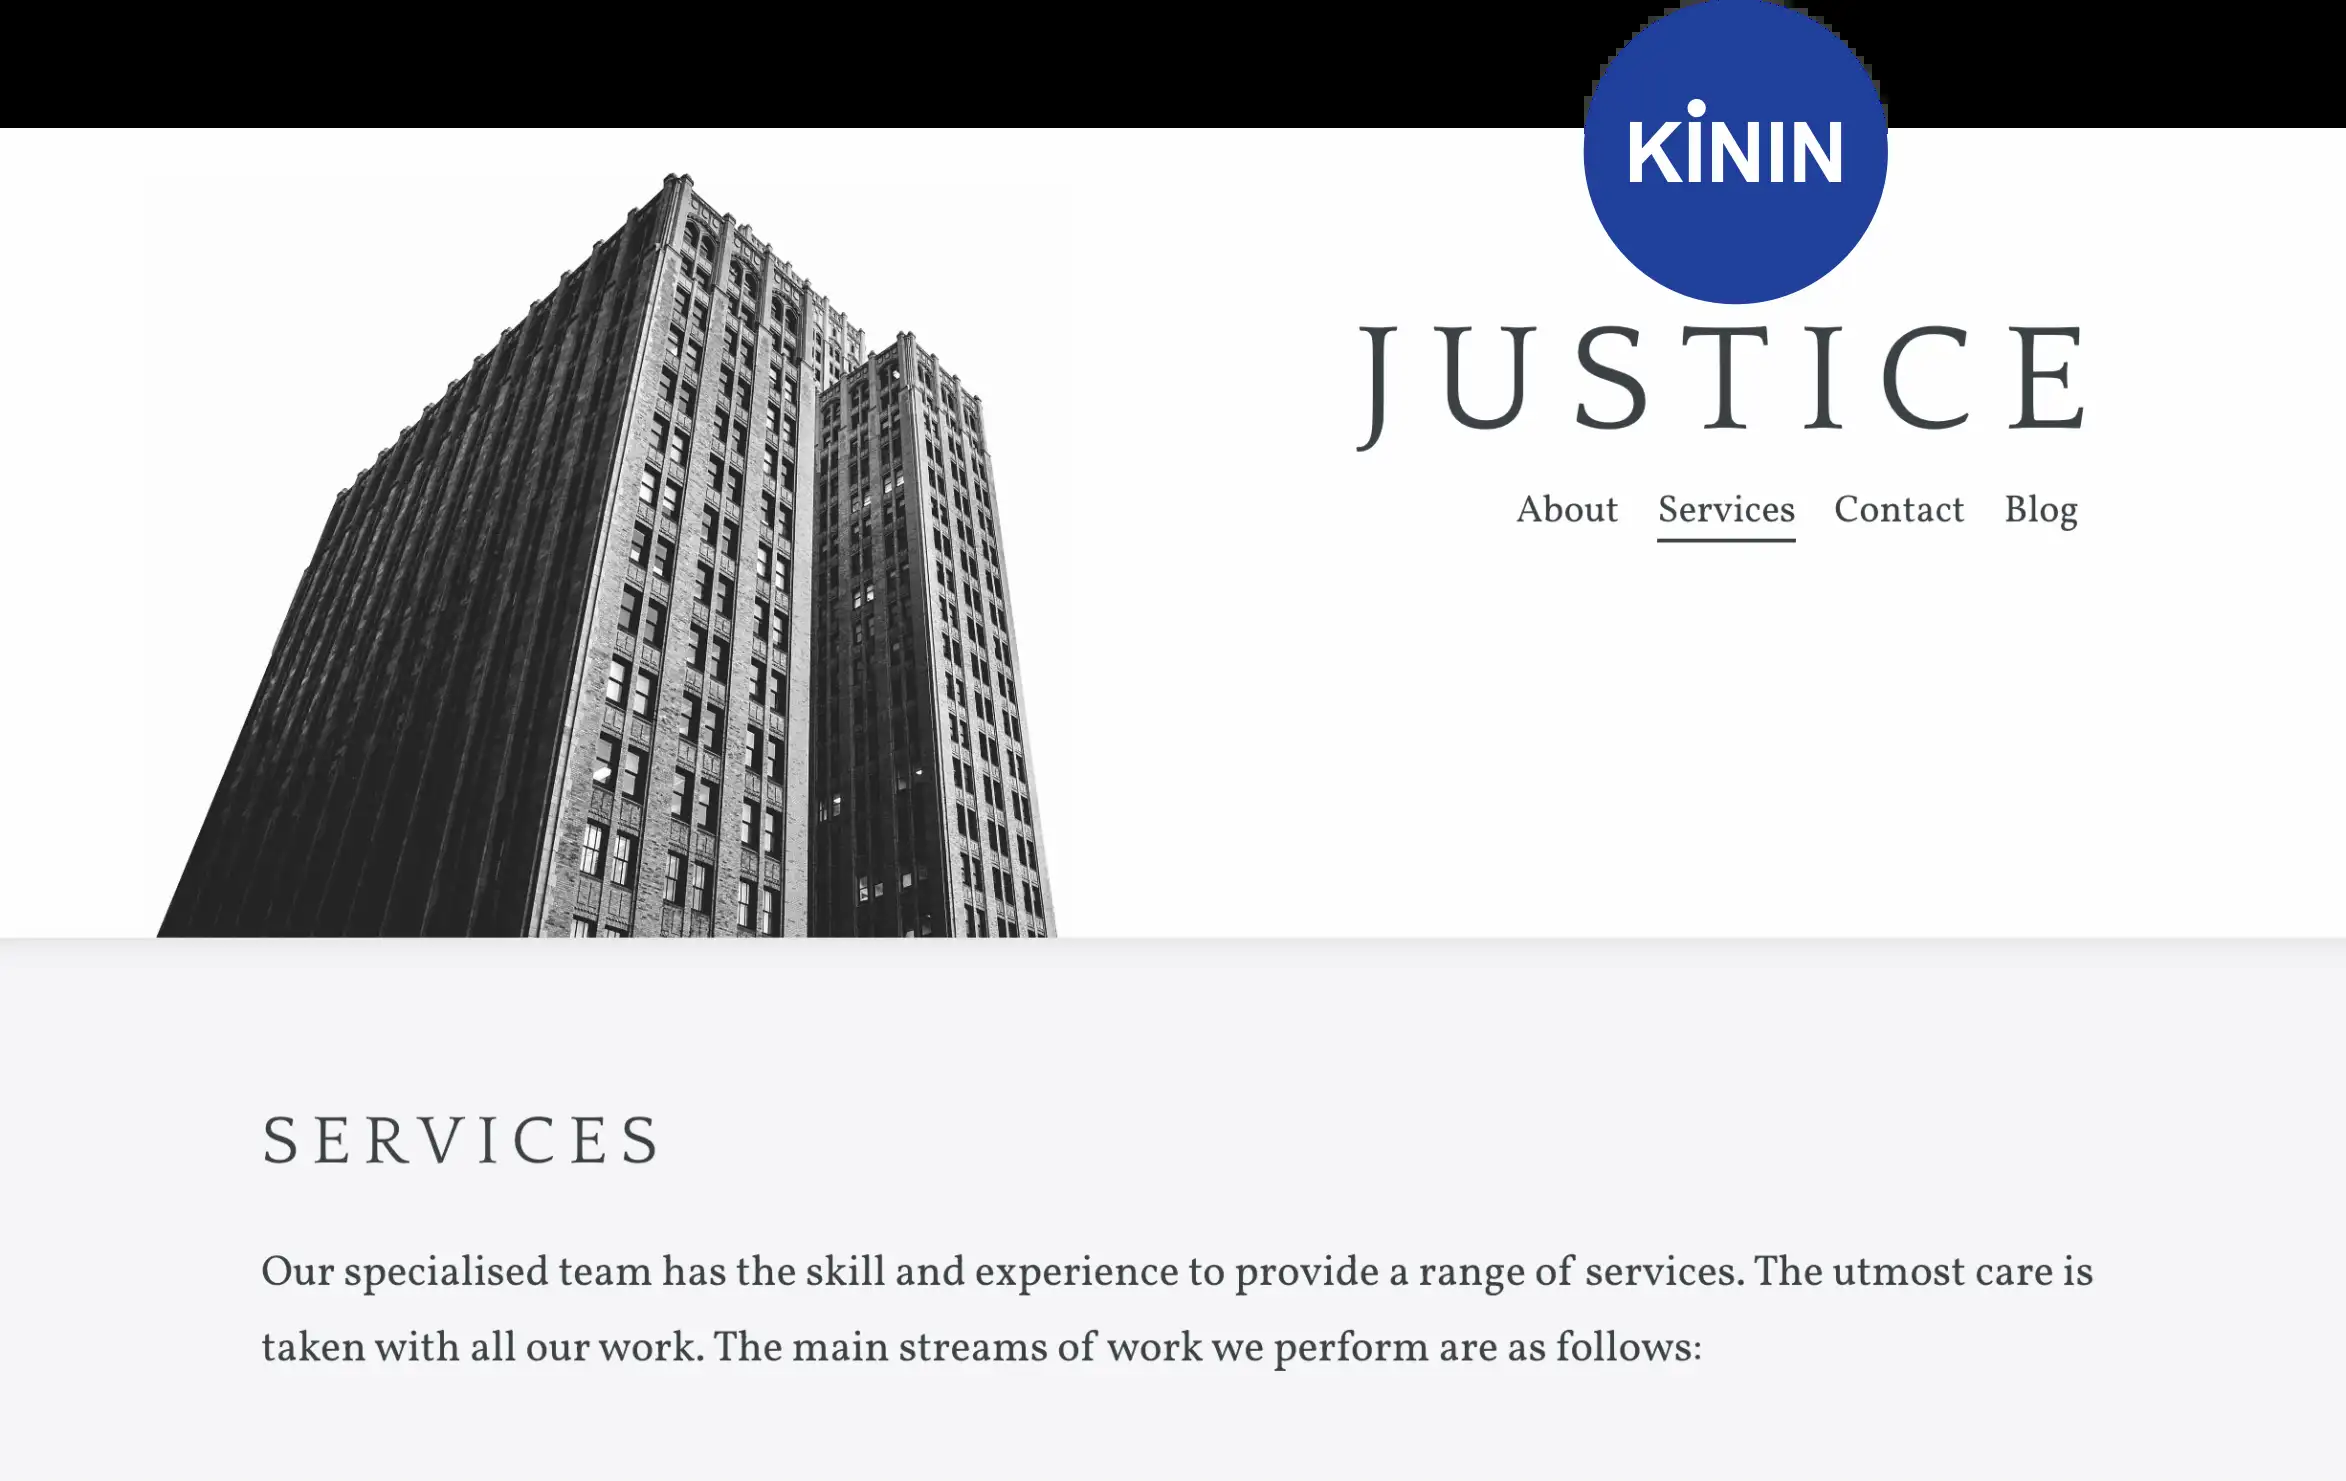 KiNIN
JUSTICE
About Services Contact Blog
SERVICES
Our specialised team has the skill and experience to provide a range of services. The utmost care is
taken with all our work. The main streams of work we perform are as follows: